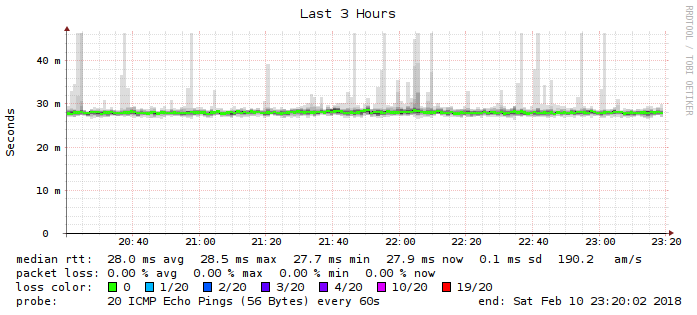 Last 3 Hours
RRDTOOL / TOBI OETIKER
Seconds
40 m
30 m
20 m
10 m
0
20:40 21:00 21:20 21:40 22:00 22:20 22:40 23:00 23:20
median rtt: 28.0 ms avg 28.5 ms max 27.7 ms min 27.9 ms now 0.1 ms sd 190.2 am/s
packet loss: 0.00 % avg 0.00 % max 0.00 % min 0.00 % now
loss color: 0 1/20 2/20 3/20 4/20 10/20 19/20
probe: 20 ICMP Echo Pings (56 Bytes) every 60s end: Sat Feb 10 23:20:02 2018